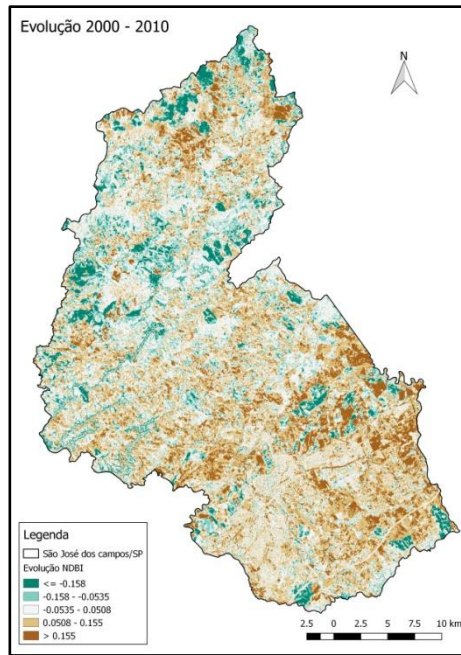 Evolução 2000 - 2010
N
Legenda
São José dos campos/SP
Evolução NDBI
<= -0.158
-0.158 - -0.0535
-0.0535 - 0.0508
0.0508 - 0.155
> 0.155
2.5 0 2.5 5 7.5 10 km